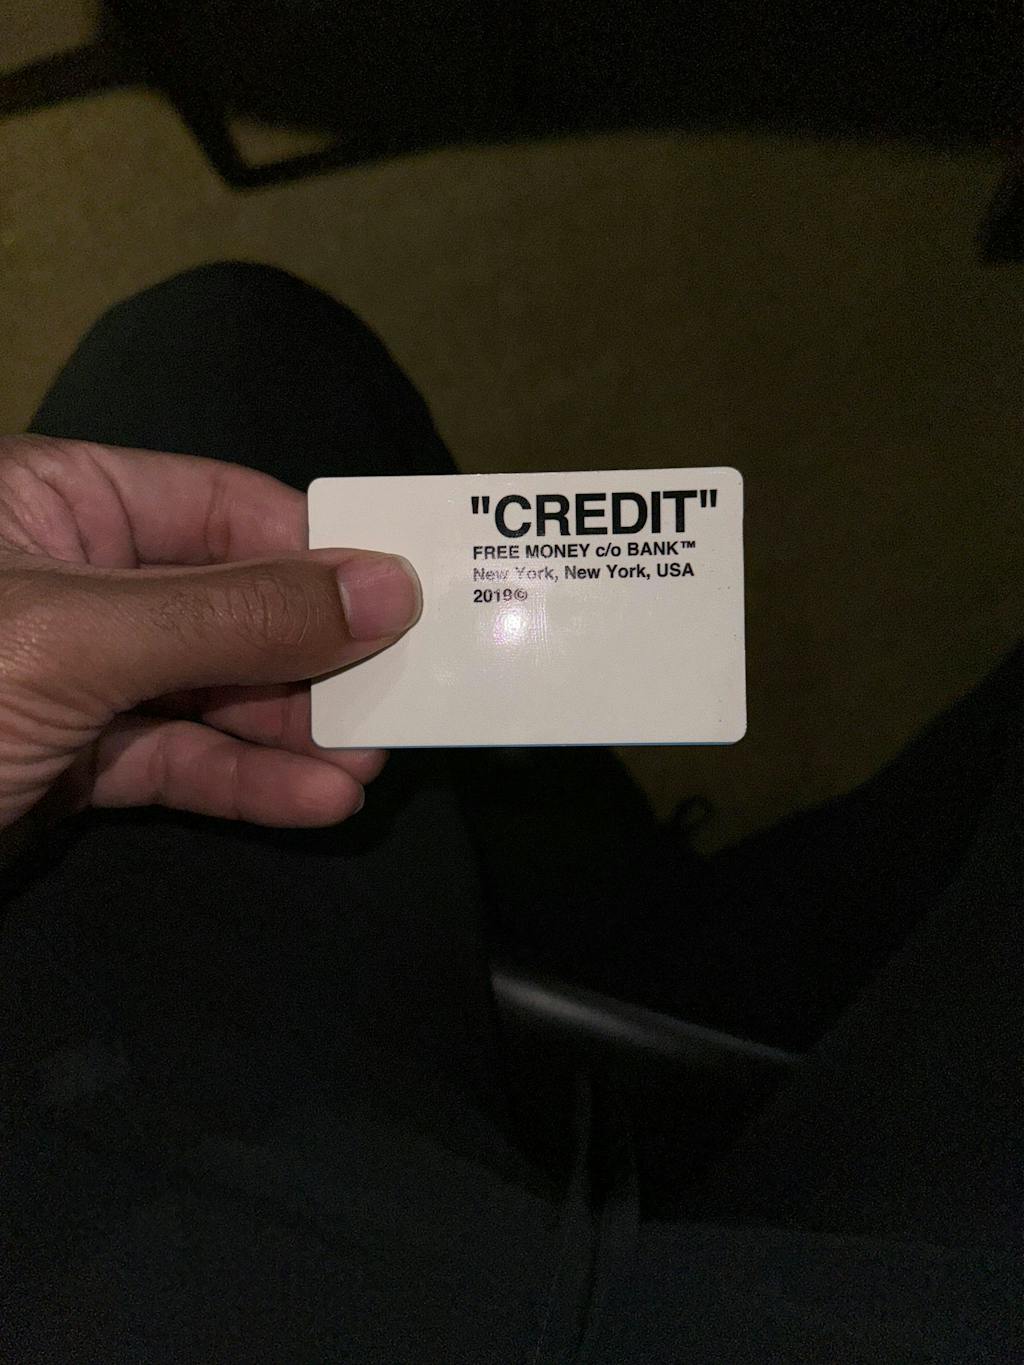 "CREDIT"
FREE MONEY c/o BANK™
New York, New York, USA
2019©